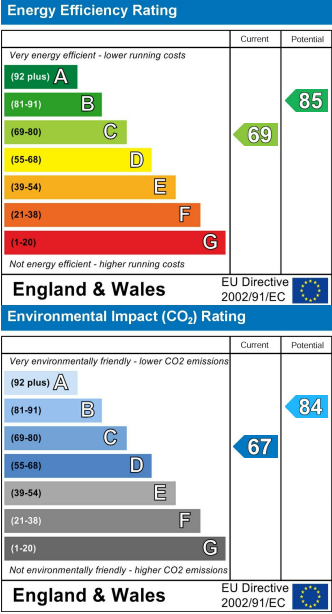 Energy Efficiency Rating
Current Potential
Very energy efficient - lower running costs
(92 plus) A
(81-91) B
85
(69-80) C
69
(55-68) D
(39-54) E
(21-38) F
(1-20) G
Not energy efficient - higher running costs
England & Wales
EU Directive
2002/91/EC
Environmental Impact (CO₂) Rating
Current Potential
Very environmentally friendly - lower CO2 emissions
(92 plus) A
(81-91) B
84
(69-80) C
(55-68) D
67
(39-54) E
(21-38) F
(1-20) G
Not environmentally friendly - higher CO2 emissions
England & Wales
EU Directive
2002/91/EC